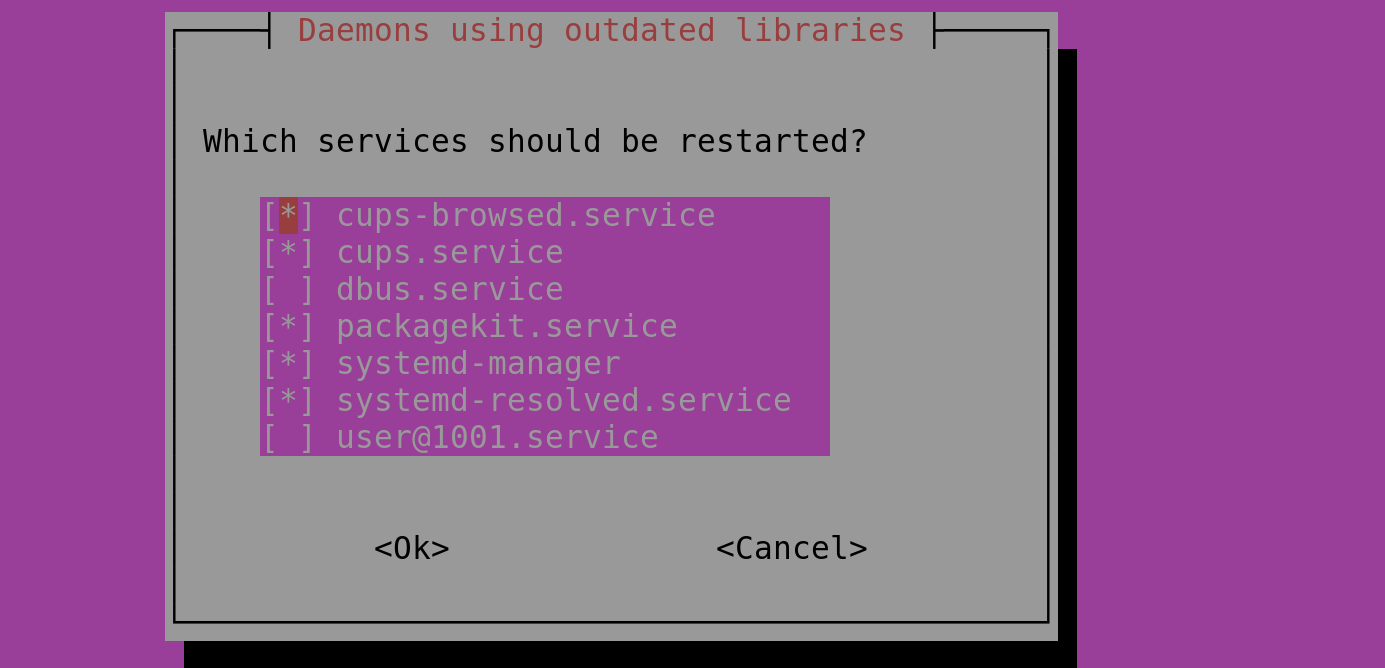 Daemons using outdated libraries
Which services should be restarted?
[*] cups-browsed.service
[*] cups.service
[ ] dbus.service
[*] packagekit.service
[*] systemd-manager
[*] systemd-resolved.service
[ ] user@1001.service
<Ok> <Cancel>